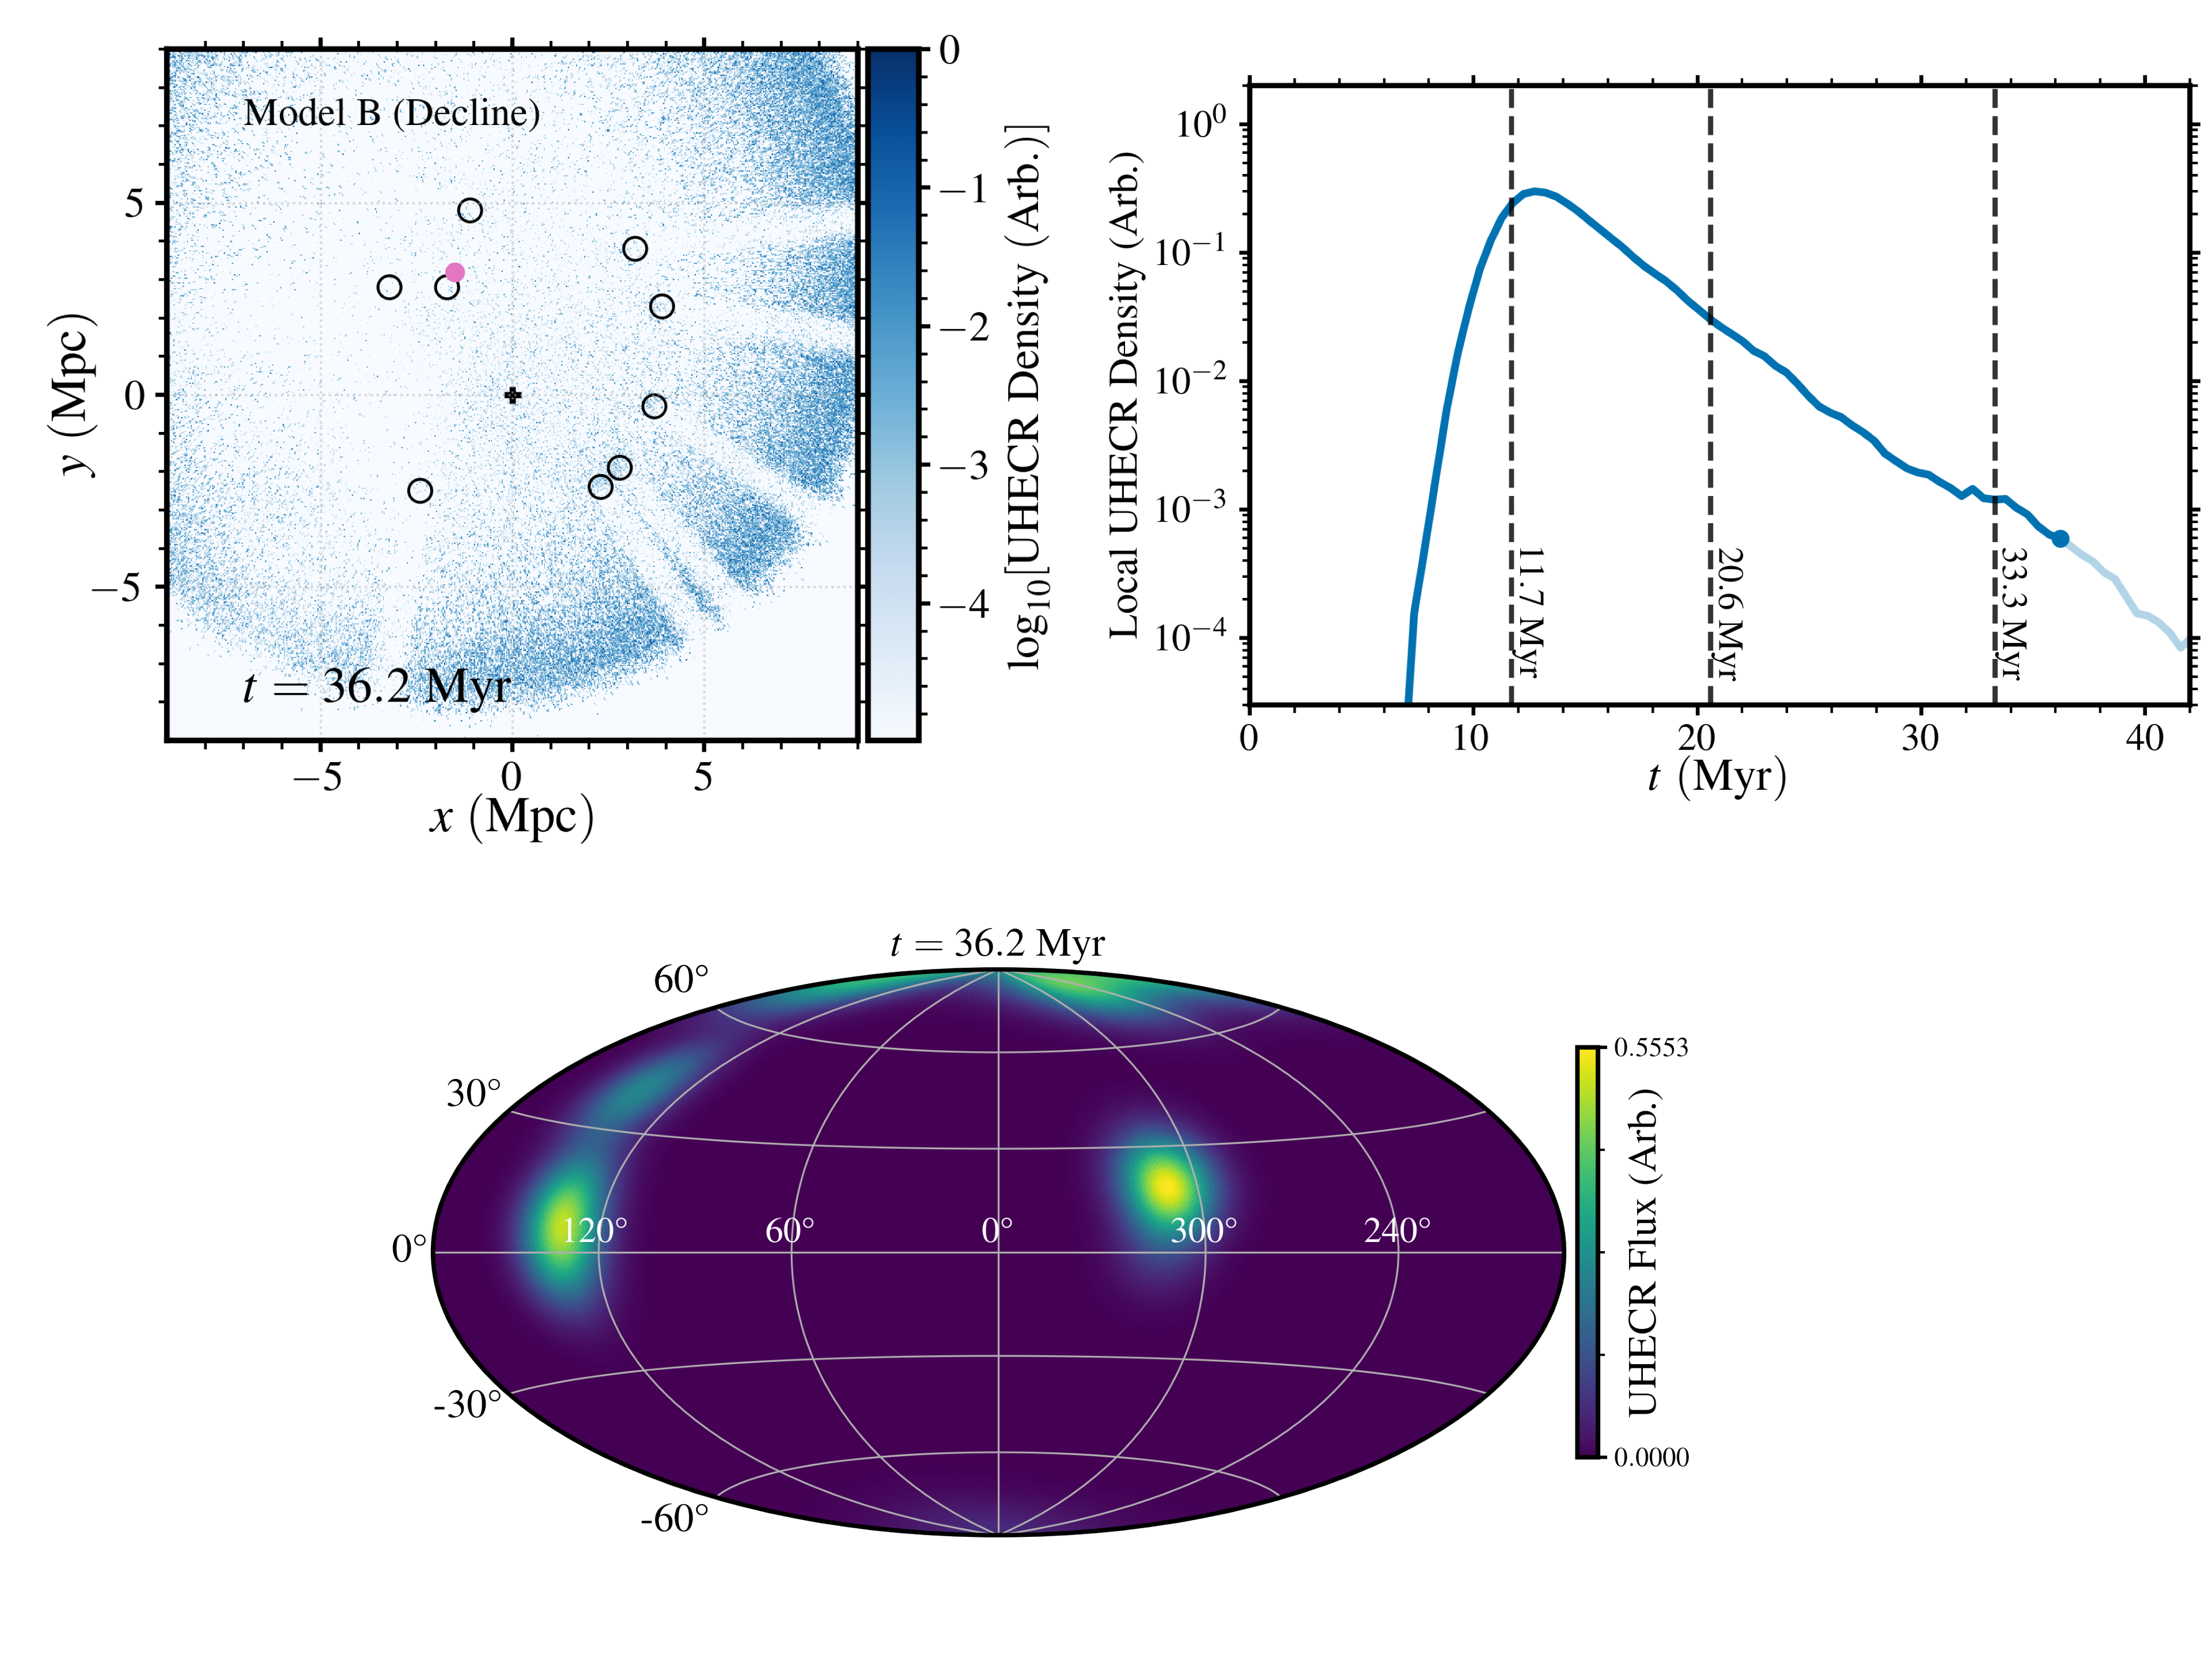 Model B (Decline)
t = 36.2 Myr
5
0
−5
y (Mpc)
−5
0
5
x (Mpc)
0
−1
−2
−3
−4
log₁₀[UHECR Density (Arb.)]
10⁰
10⁻¹
10⁻²
10⁻³
10⁻⁴
Local UHECR Density (Arb.)
11.7 Myr
20.6 Myr
33.3 Myr
0
10
20
30
40
t (Myr)
t = 36.2 Myr
60°
30°
0°
-30°
-60°
120°
60°
0°
300°
240°
0.5553
0.0000
UHECR Flux (Arb.)